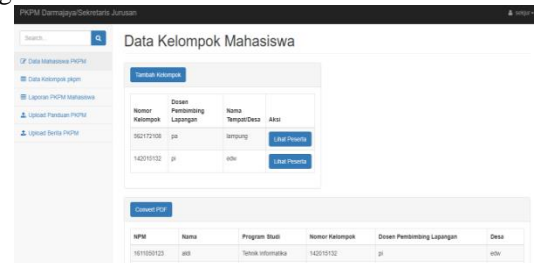 PKPM Darmajaya/Sekretaris Jurusan
sekjur
Search...
Data Kelompok Mahasiswa
Data Mahasiswa PKPM
Data Kelompok pkpm
Laporan PKPM Mahasiswa
Upload Panduan PKPM
Upload Berita PKPM
Tambah Kelompok
Nomor Kelompok Dosen Pembimbing Lapangan Nama Tempat/Desa Aksi
562172108 pa lampung Lihat Peserta
142015132 pi edw Lihat Peserta
Convert PDF
NPM Nama Program Studi Nomor Kelompok Dosen Pembimbing Lapangan Desa
1611050123 aldi Tehnik Informatika 142015132 pi edw